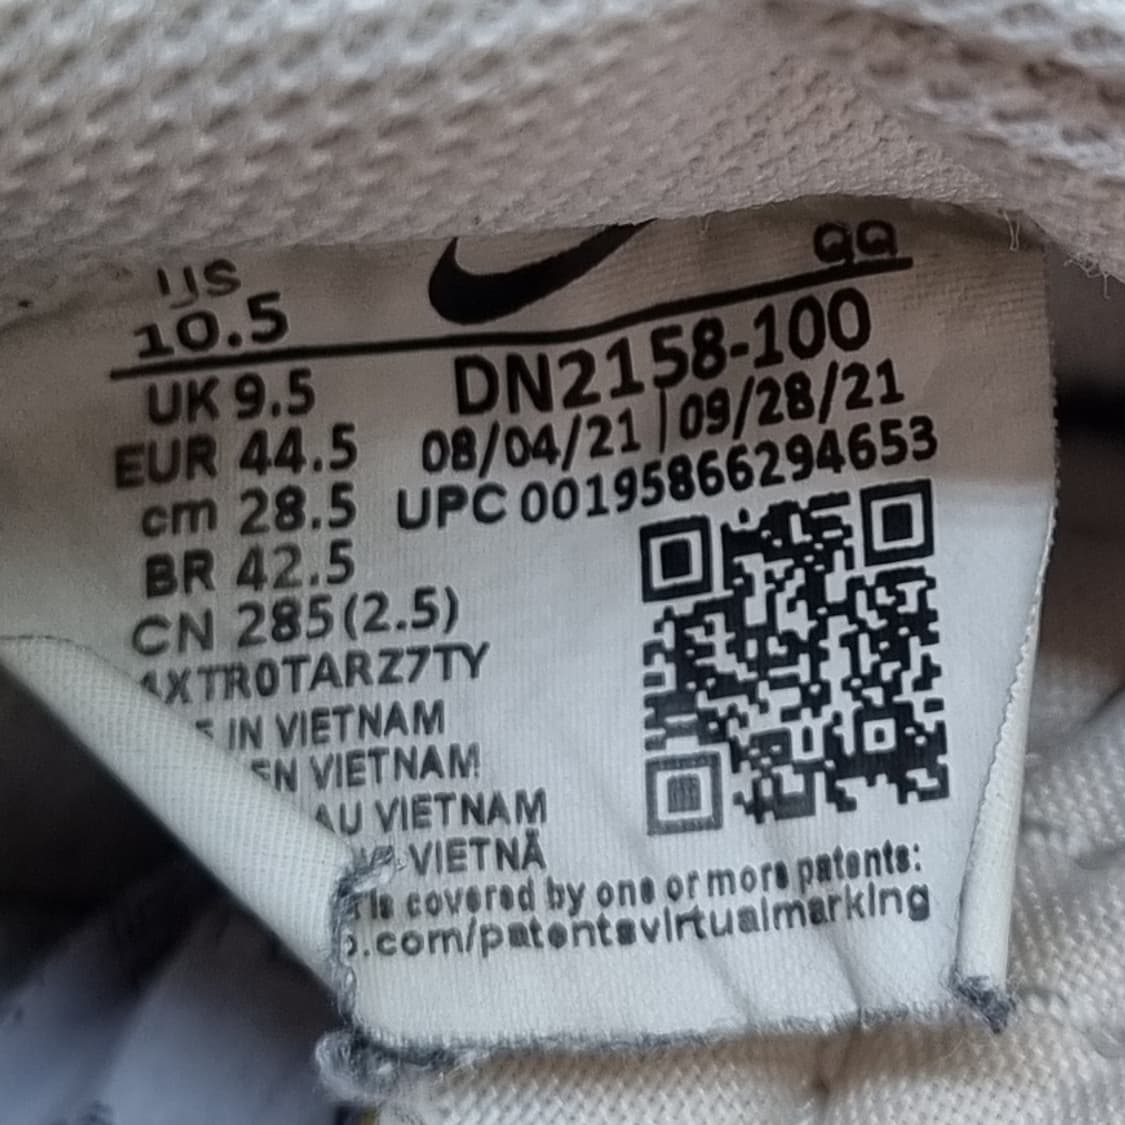 US QQ
10.5
UK 9.5 DN2158-100
EUR 44.5 08/04/21 | 09/28/21
cm 28.5 UPC 00195866294653
BR 42.5
CN 285(2.5)
XTR0TARZ7TY
IN VIETNAM
EN VIETNAM
AU VIETNAM
VIETNÃ
is covered by one or more patents:
.com/patentsvirtualmarking